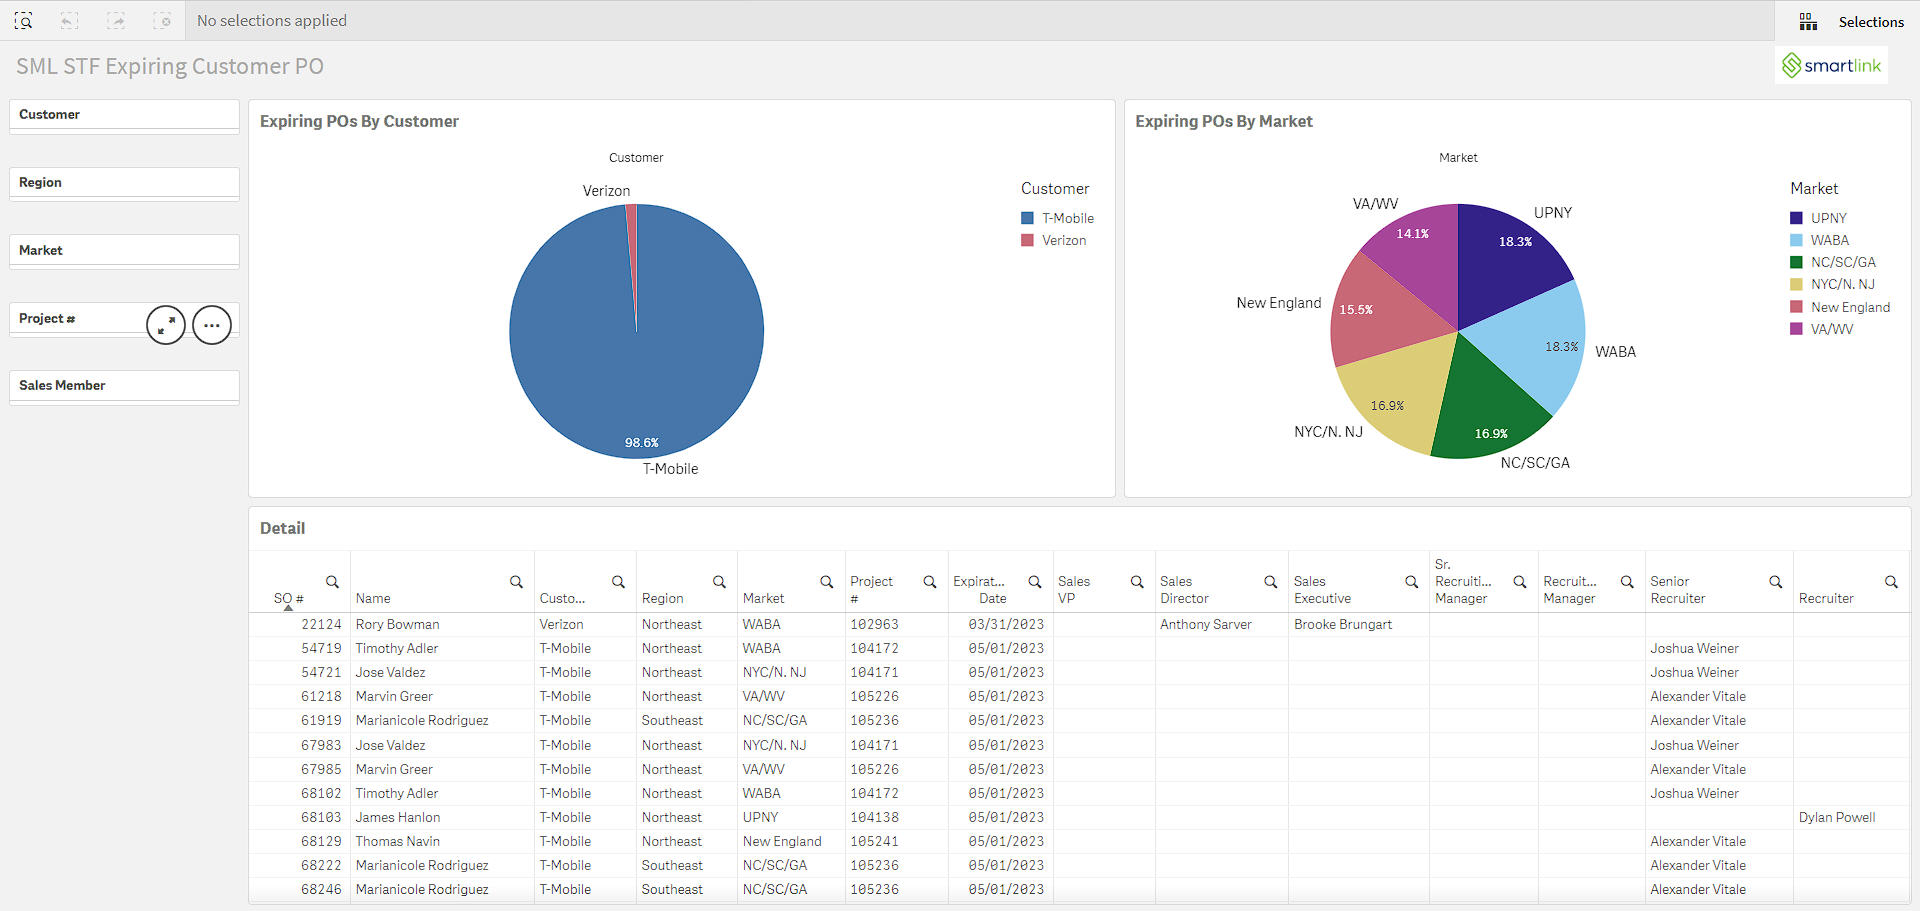 No selections applied
Selections
SML STF Expiring Customer PO
smartlink
Customer
Region
Market
Project #
Sales Member
Expiring POs By Customer
Customer
Verizon
98.6%
T-Mobile
Customer
T-Mobile
Verizon
Expiring POs By Market
Market
VA/WV
UPNY
14.1%
18.3%
New England
15.5%
18.3%
WABA
16.9%
NYC/N. NJ
16.9%
NC/SC/GA
Market
UPNY
WABA
NC/SC/GA
NYC/N. NJ
New England
VA/WV
Detail
SO # Name Custo... Region Market Project # Expirat... Date Sales VP Sales Director Sales Executive Sr. Recruiti... Manager Recruit... Manager Senior Recruiter Recruiter
22124 Rory Bowman Verizon Northeast WABA 102963 03/31/2023 Anthony Sarver Brooke Brungart
54719 Timothy Adler T-Mobile Northeast WABA 104172 05/01/2023 Joshua Weiner
54721 Jose Valdez T-Mobile Northeast NYC/N. NJ 104171 05/01/2023 Joshua Weiner
61218 Marvin Greer T-Mobile Northeast VA/WV 105226 05/01/2023 Alexander Vitale
61919 Marianicole Rodriguez T-Mobile Southeast NC/SC/GA 105236 05/01/2023 Alexander Vitale
67983 Jose Valdez T-Mobile Northeast NYC/N. NJ 104171 05/01/2023 Joshua Weiner
67985 Marvin Greer T-Mobile Northeast VA/WV 105226 05/01/2023 Alexander Vitale
68102 Timothy Adler T-Mobile Northeast WABA 104172 05/01/2023 Joshua Weiner
68103 James Hanlon T-Mobile Northeast UPNY 104138 05/01/2023 Dylan Powell
68129 Thomas Navin T-Mobile Northeast New England 105241 05/01/2023 Alexander Vitale
68222 Marianicole Rodriguez T-Mobile Southeast NC/SC/GA 105236 05/01/2023 Alexander Vitale
68246 Marianicole Rodriguez T-Mobile Southeast NC/SC/GA 105236 05/01/2023 Alexander Vitale